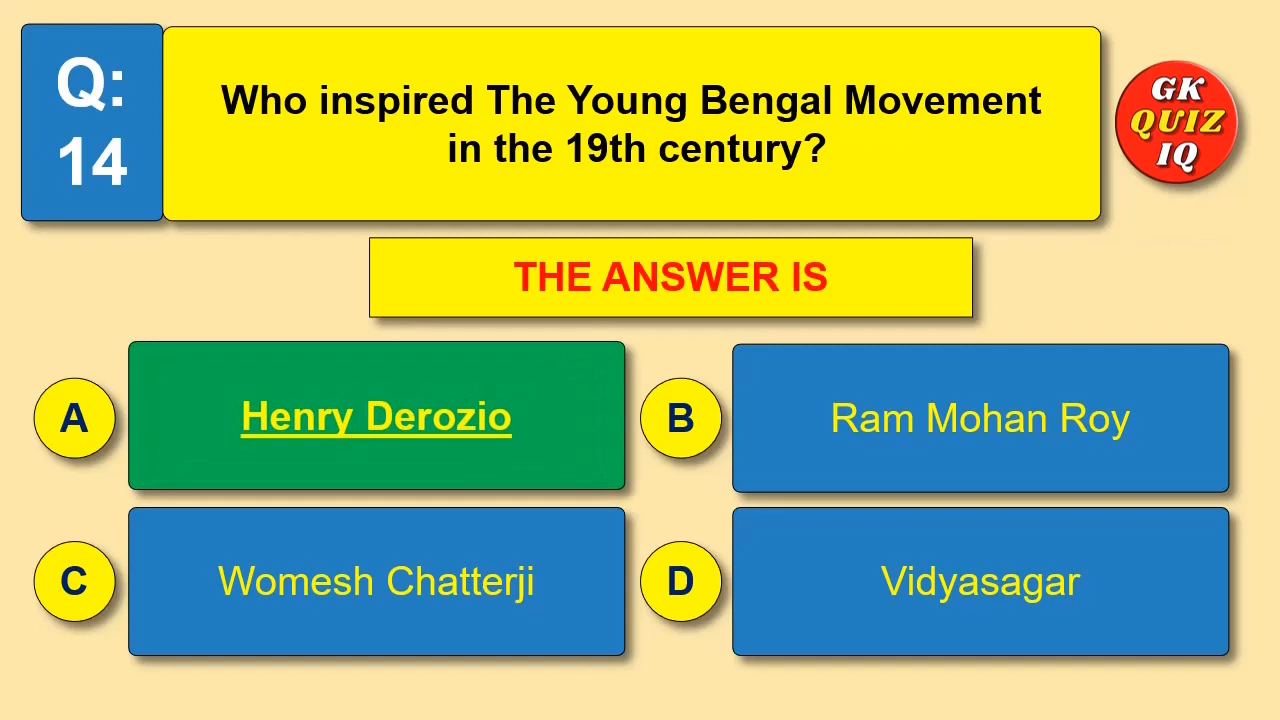 Q:
14
Who inspired The Young Bengal Movement
in the 19th century?
GK
QUIZ
IQ
THE ANSWER IS
A
Henry Derozio
B
Ram Mohan Roy
C
Womesh Chatterji
D
Vidyasagar